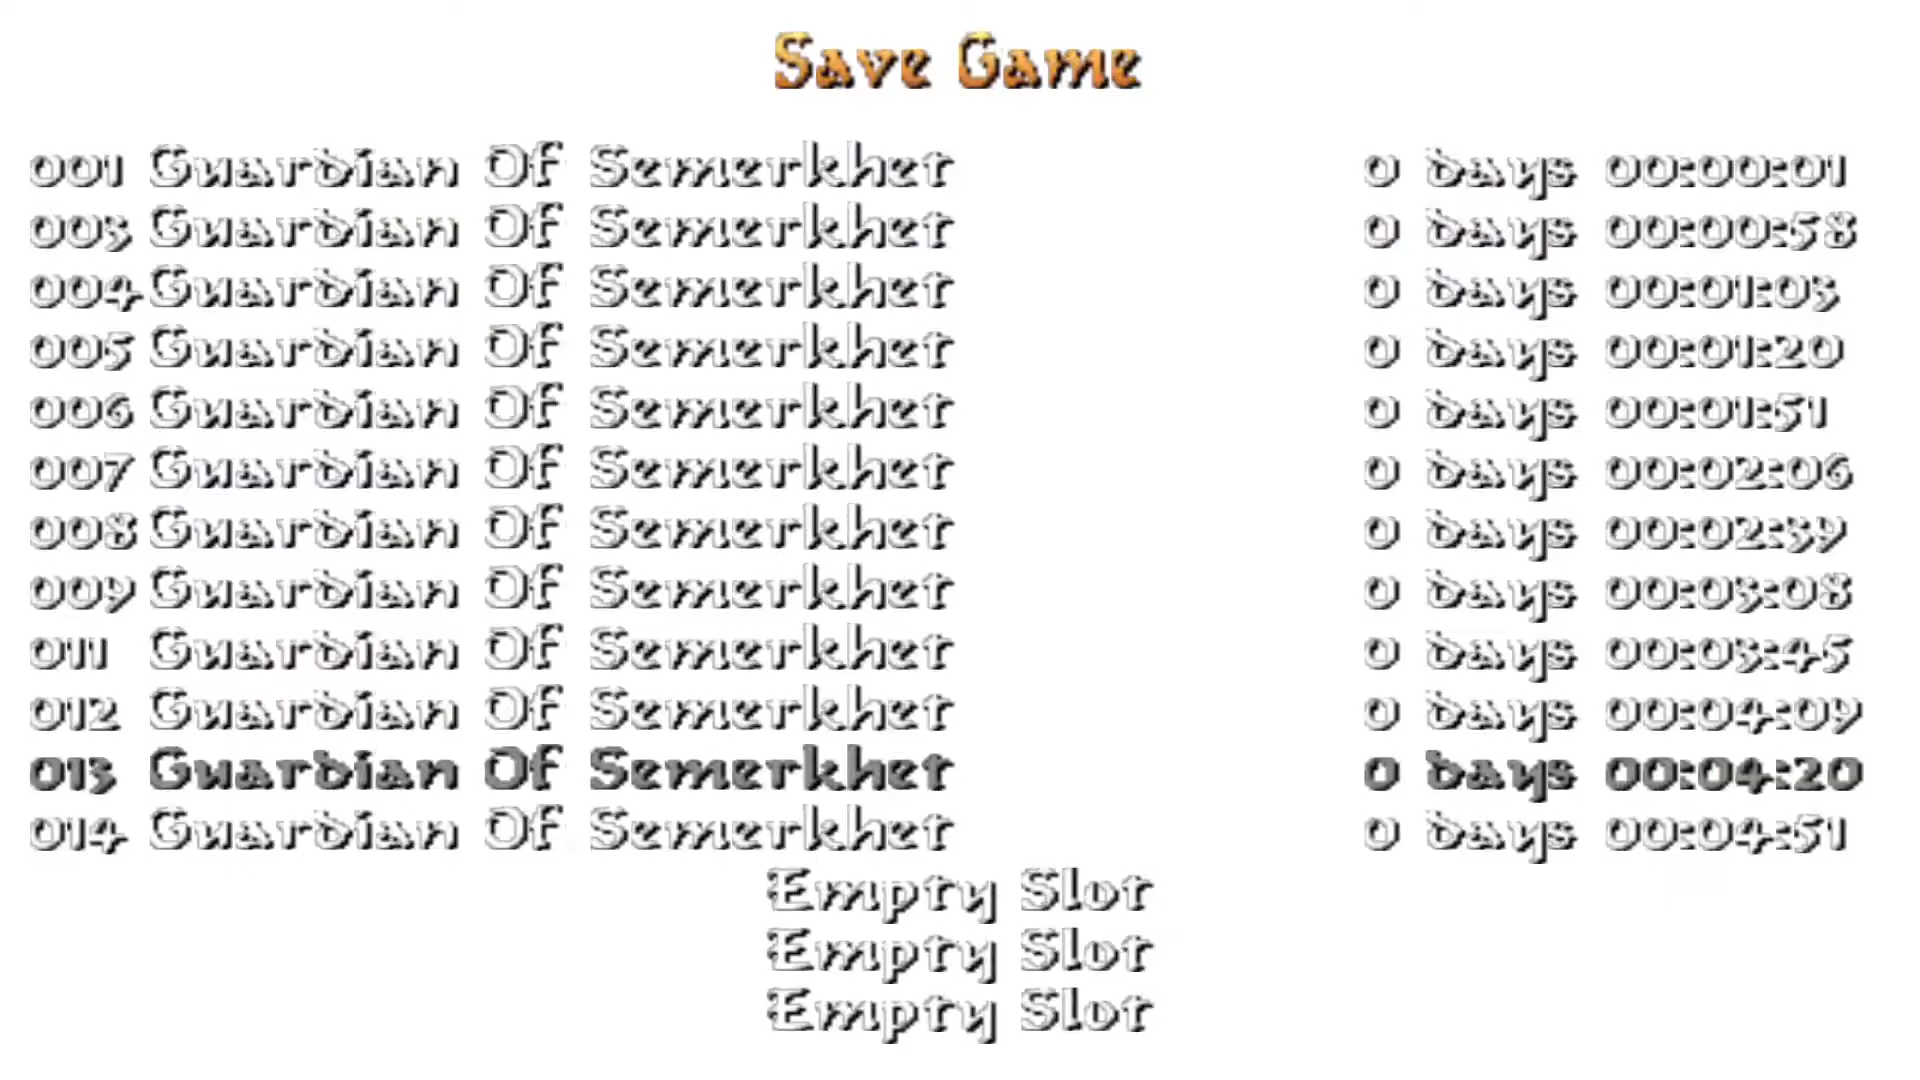 Save Game
001 Guardian Of Semerkhet 0 days 00:00:01
003 Guardian Of Semerkhet 0 days 00:00:58
004 Guardian Of Semerkhet 0 days 00:01:03
005 Guardian Of Semerkhet 0 days 00:01:20
006 Guardian Of Semerkhet 0 days 00:01:51
007 Guardian Of Semerkhet 0 days 00:02:06
008 Guardian Of Semerkhet 0 days 00:02:39
009 Guardian Of Semerkhet 0 days 00:03:08
011 Guardian Of Semerkhet 0 days 00:03:45
012 Guardian Of Semerkhet 0 days 00:04:09
013 Guardian Of Semerkhet 0 days 00:04:20
014 Guardian Of Semerkhet 0 days 00:04:51
Empty Slot
Empty Slot
Empty Slot